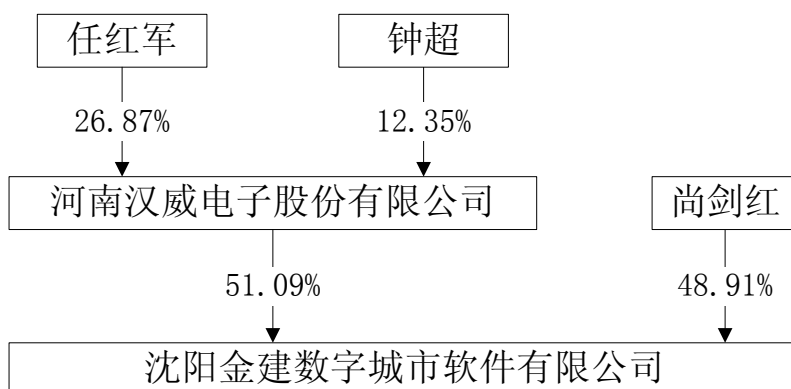 任红军 钟超
26.87% 12.35%
河南汉威电子股份有限公司 尚剑红
51.09% 48.91%
沈阳金建数字城市软件有限公司